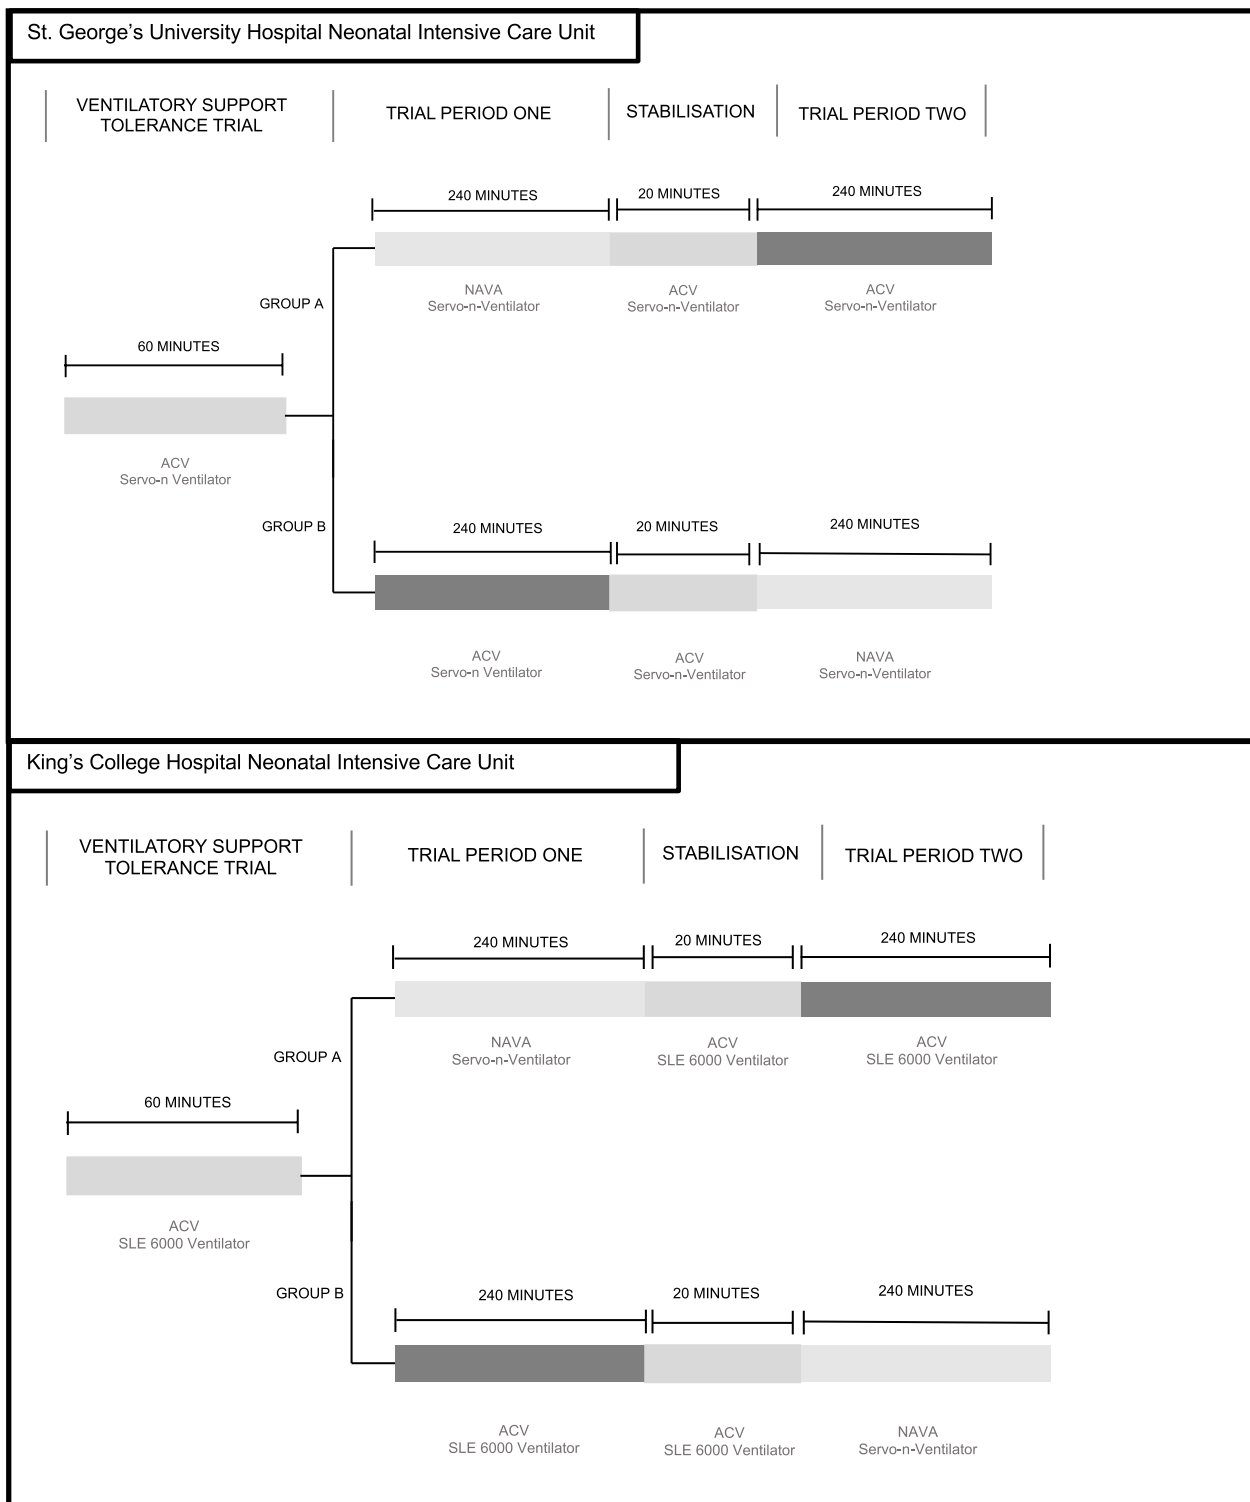 St. George’s University Hospital Neonatal Intensive Care Unit
VENTILATORY SUPPORT
TOLERANCE TRIAL
TRIAL PERIOD ONE
STABILISATION
TRIAL PERIOD TWO
240 MINUTES
20 MINUTES
240 MINUTES
NAVA
Servo-n-Ventilator
ACV
Servo-n-Ventilator
ACV
Servo-n-Ventilator
GROUP A
60 MINUTES
ACV
Servo-n Ventilator
GROUP B
240 MINUTES
20 MINUTES
240 MINUTES
ACV
Servo-n Ventilator
ACV
Servo-n-Ventilator
NAVA
Servo-n-Ventilator
King’s College Hospital Neonatal Intensive Care Unit
VENTILATORY SUPPORT
TOLERANCE TRIAL
TRIAL PERIOD ONE
STABILISATION
TRIAL PERIOD TWO
240 MINUTES
20 MINUTES
240 MINUTES
NAVA
Servo-n-Ventilator
ACV
SLE 6000 Ventilator
ACV
SLE 6000 Ventilator
GROUP A
60 MINUTES
ACV
SLE 6000 Ventilator
GROUP B
240 MINUTES
20 MINUTES
240 MINUTES
ACV
SLE 6000 Ventilator
ACV
SLE 6000 Ventilator
NAVA
Servo-n-Ventilator